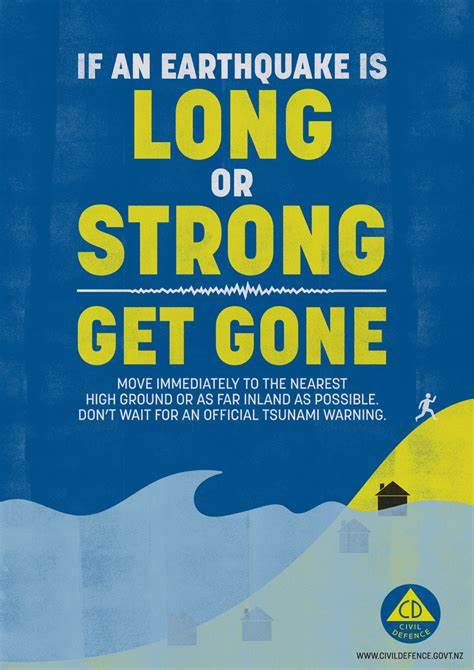 IF AN EARTHQUAKE IS
LONG
OR
STRONG
GET GONE
MOVE IMMEDIATELY TO THE NEAREST
HIGH GROUND OR AS FAR INLAND AS POSSIBLE.
DON'T WAIT FOR AN OFFICIAL TSUNAMI WARNING.
CD
CIVIL
DEFENCE
WWW.CIVILDEFENCE.GOVT.NZ